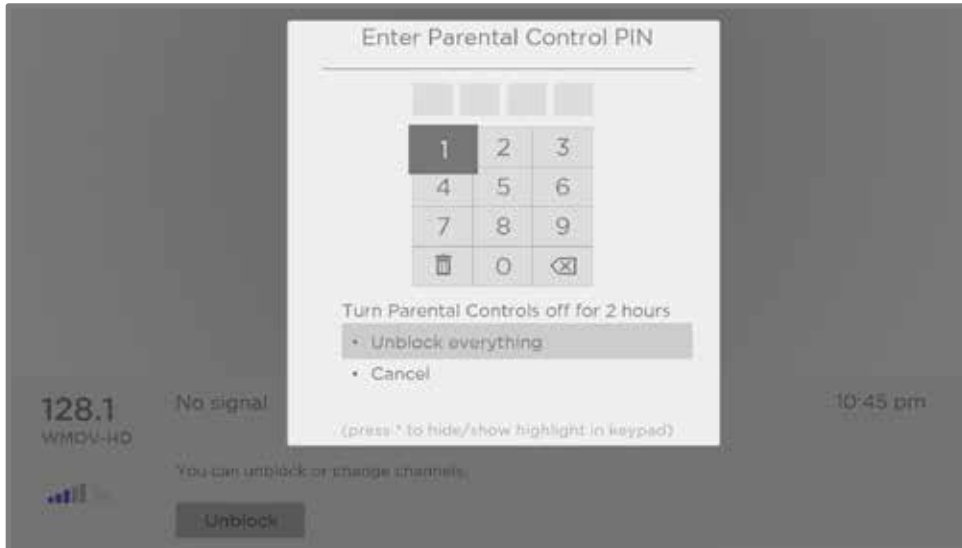 Enter Parental Control PIN
1 2 3
4 5 6
7 8 9
0
Turn Parental Controls off for 2 hours
• Unblock everything
• Cancel
(press * to hide/show highlight in keypad)
128.1 No signal 10:45 pm
WMDV-HD
You can unblock or change channels.
Unblock